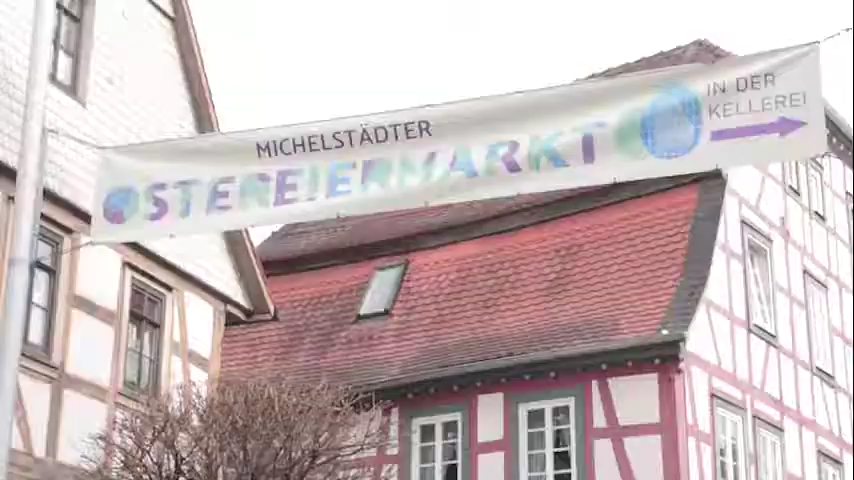 MICHELSTÄDTER
OSTEREIERMARKT
IN DER
KELLEREI